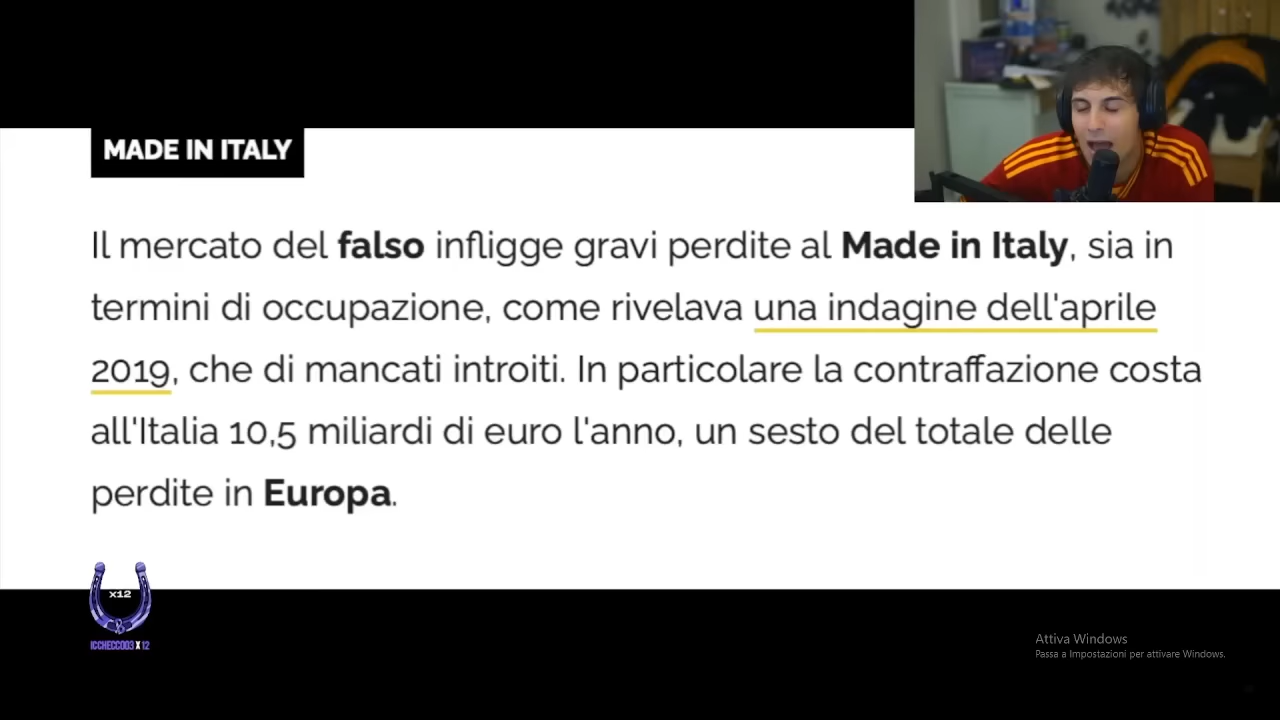 MADE IN ITALY
Il mercato del falso infligge gravi perdite al Made in Italy, sia in
termini di occupazione, come rivelava una indagine dell'aprile
2019, che di mancati introiti. In particolare la contraffazione costa
all'Italia 10,5 miliardi di euro l'anno, un sesto del totale delle
perdite in Europa.
x12
ICCHECCO03 X 12
Attiva Windows
Passa a Impostazioni per attivare Windows.